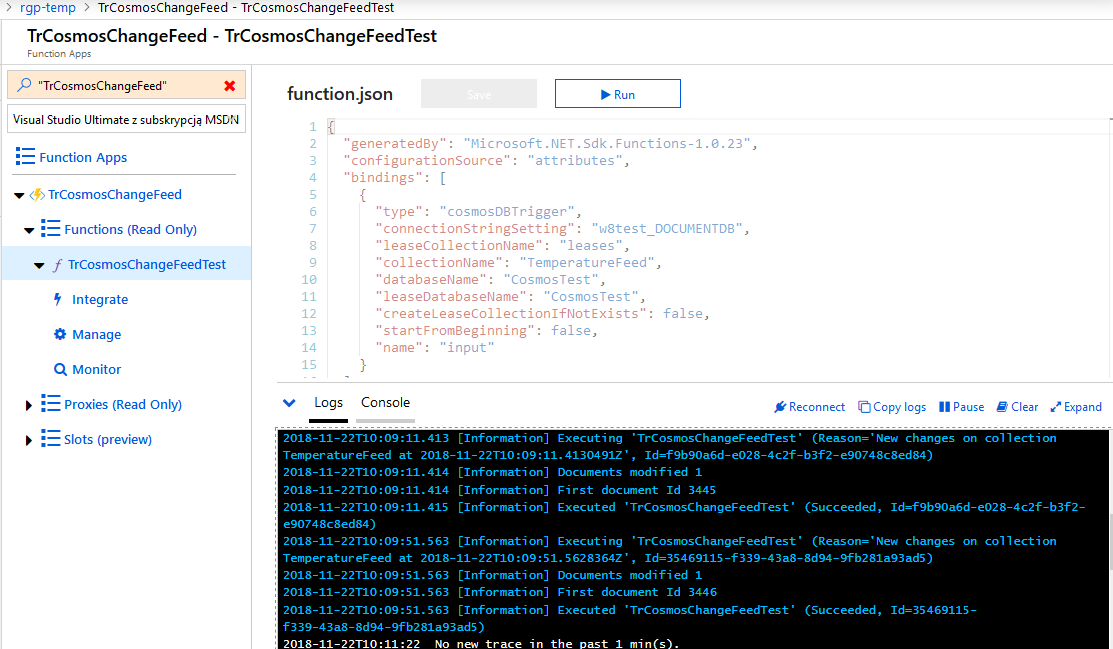 rgp-temp > TrCosmosChangeFeed - TrCosmosChangeFeedTest
TrCosmosChangeFeed - TrCosmosChangeFeedTest
Function Apps
"TrCosmosChangeFeed"
Visual Studio Ultimate z subskrypcją MSDN
Function Apps
TrCosmosChangeFeed
Functions (Read Only)
TrCosmosChangeFeedTest
Integrate
Manage
Monitor
Proxies (Read Only)
Slots (preview)
function.json
Save
Run
1 {
2 "generatedBy": "Microsoft.NET.Sdk.Functions-1.0.23",
3 "configurationSource": "attributes",
4 "bindings": [
5 {
6 "type": "cosmosDBTrigger",
7 "connectionStringSetting": "w8test_DOCUMENTDB",
8 "leaseCollectionName": "leases",
9 "collectionName": "TemperatureFeed",
10 "databaseName": "CosmosTest",
11 "leaseDatabaseName": "CosmosTest",
12 "createLeaseCollectionIfNotExists": false,
13 "startFromBeginning": false,
14 "name": "input"
15 }
Logs Console
Reconnect Copy logs Pause Clear Expand
2018-11-22T10:09:11.413 [Information] Executing 'TrCosmosChangeFeedTest' (Reason='New changes on collection
TemperatureFeed at 2018-11-22T10:09:11.4130491Z', Id=f9b90a6d-e028-4c2f-b3f2-e90748c8ed84)
2018-11-22T10:09:11.414 [Information] Documents modified 1
2018-11-22T10:09:11.414 [Information] First document Id 3445
2018-11-22T10:09:11.415 [Information] Executed 'TrCosmosChangeFeedTest' (Succeeded, Id=f9b90a6d-e028-4c2f-b3f2-
e90748c8ed84)
2018-11-22T10:09:51.563 [Information] Executing 'TrCosmosChangeFeedTest' (Reason='New changes on collection
TemperatureFeed at 2018-11-22T10:09:51.5628364Z', Id=35469115-f339-43a8-8d94-9fb281a93ad5)
2018-11-22T10:09:51.563 [Information] Documents modified 1
2018-11-22T10:09:51.563 [Information] First document Id 3446
2018-11-22T10:09:51.563 [Information] Executed 'TrCosmosChangeFeedTest' (Succeeded, Id=35469115-
f339-43a8-8d94-9fb281a93ad5)
2018-11-22T10:11:22 No new trace in the past 1 min(s).